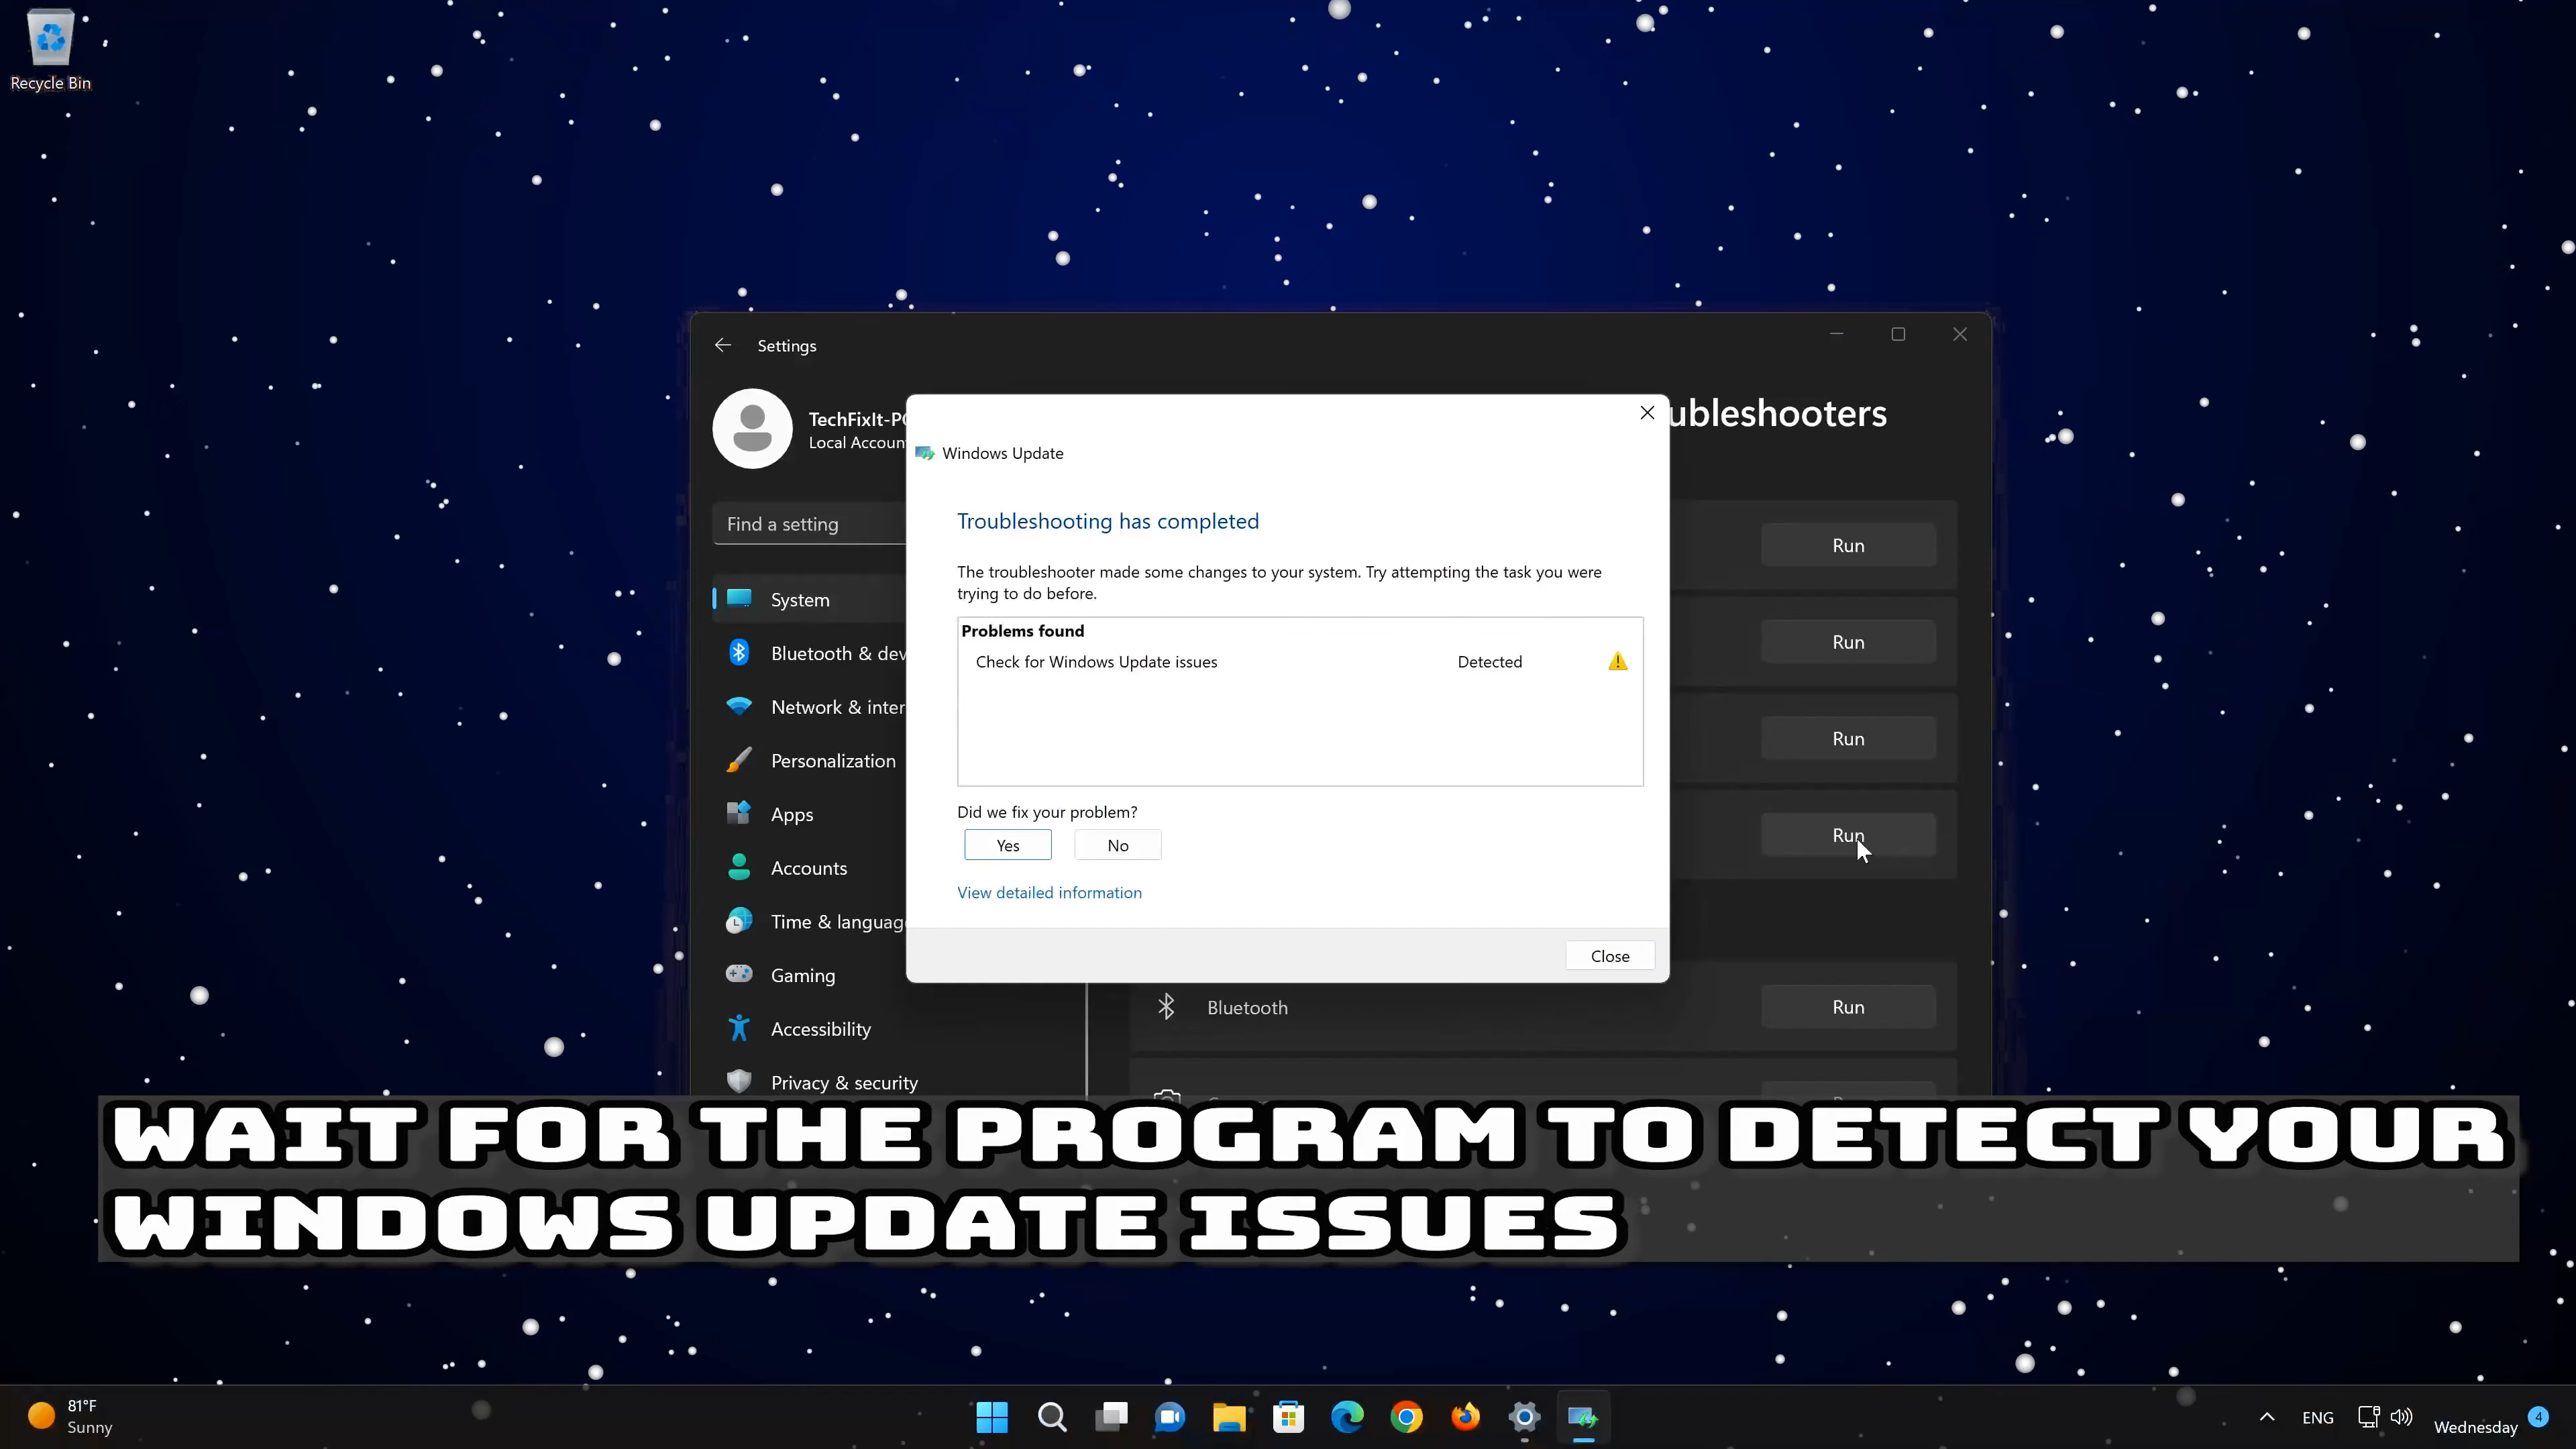 Recycle Bin
Settings
TechFixIt-PC
Local Accoun
ubleshooters
Find a setting
System
Bluetooth & dev
Network & inter
Personalization
Apps
Accounts
Time & languag
Gaming
Accessibility
Privacy & security
Windows Update
Troubleshooting has completed
The troubleshooter made some changes to your system. Try attempting the task you were
trying to do before.
Problems found
Check for Windows Update issues Detected
Did we fix your problem?
Yes No
View detailed information
Close
Run
Run
Run
Run
Bluetooth Run
WAIT FOR THE PROGRAM TO DETECT YOUR
WINDOWS UPDATE ISSUES
81°F
Sunny
ENG
Wednesday
4